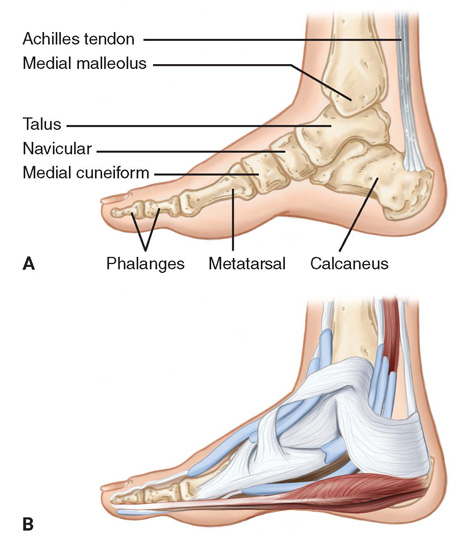 Achilles tendon
Medial malleolus
Talus
Navicular
Medial cuneiform
A
Phalanges Metatarsal Calcaneus
B